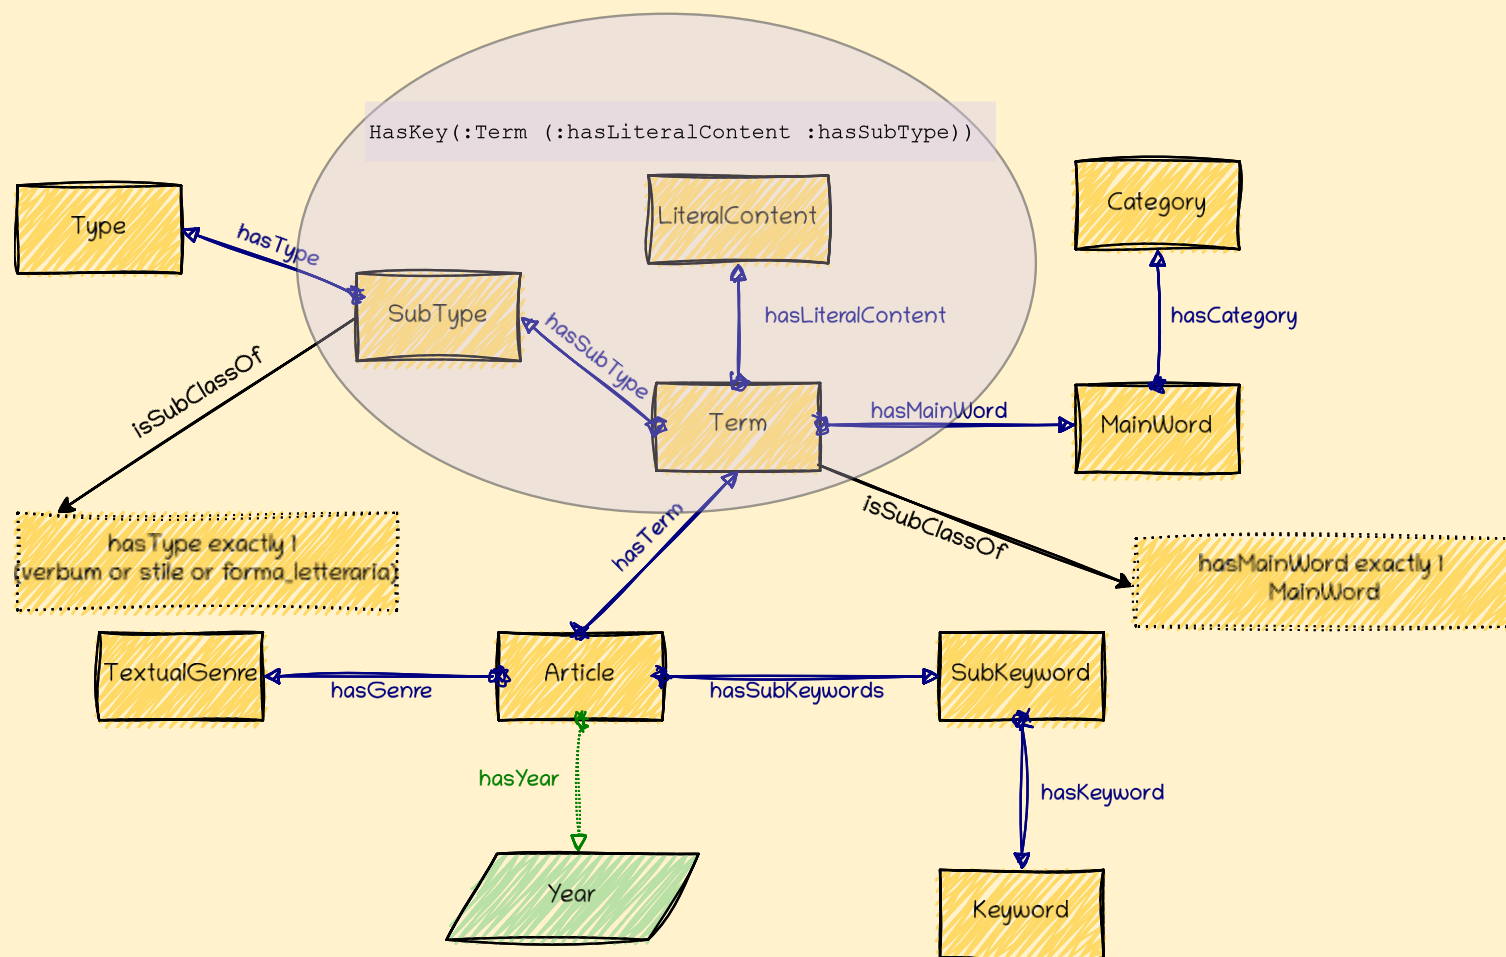 HasKey(:Term (:hasLiteralContent :hasSubType))
Type
hasType
LiteralContent
Category
SubType
hasSubType
hasLiteralContent
hasCategory
isSubClassOf
Term
hasMainWord
MainWord
hasTerm
isSubClassOf
hasType exactly 1
(verbum or stile or forma_letteraria)
hasMainWord exactly 1
MainWord
TextualGenre
hasGenre
Article
hasSubKeywords
SubKeyword
hasYear
hasKeyword
Year
Keyword